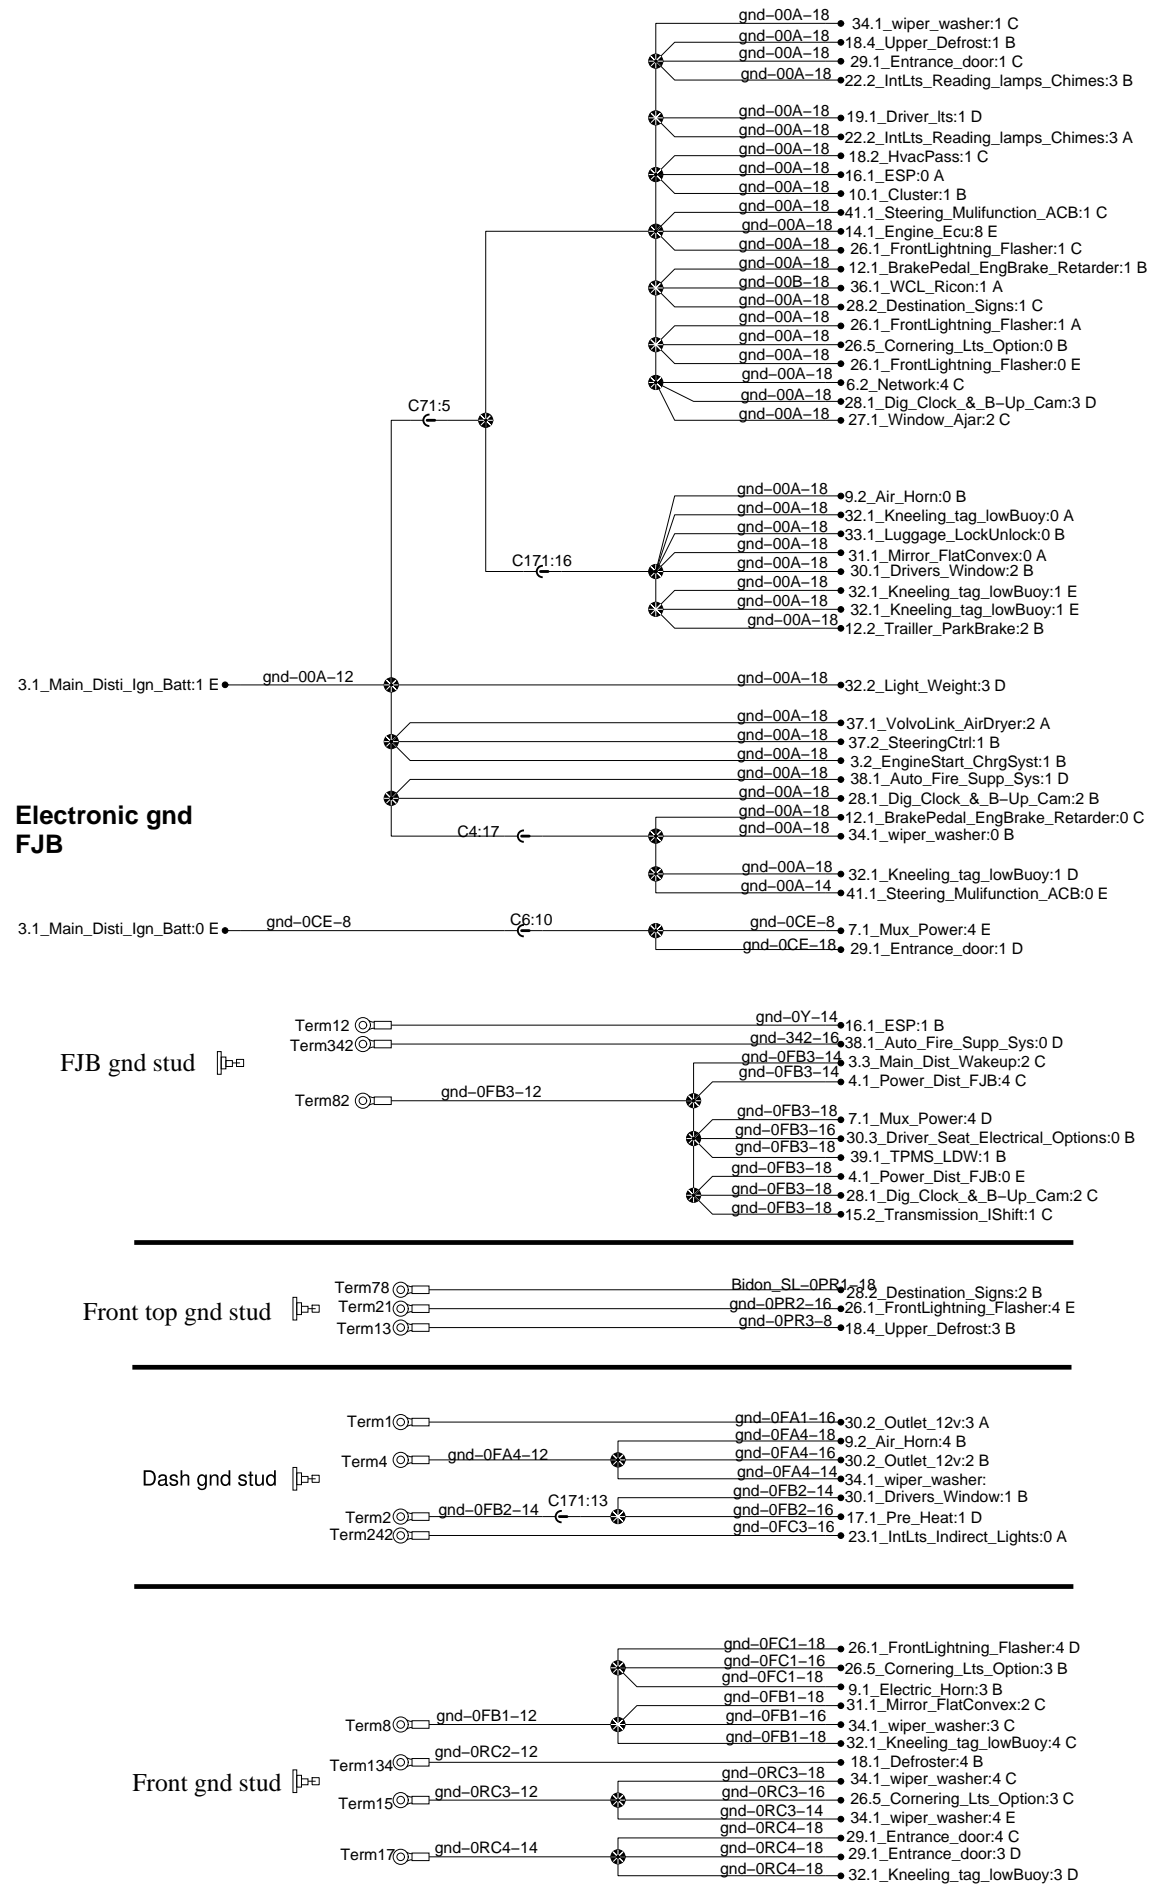 gnd–00A–18 34.1_wiper_washer:1 C
gnd–00A–18 18.4_Upper_Defrost:1 B
gnd–00A–18 29.1_Entrance_door:1 C
gnd–00A–18 22.2_IntLts_Reading_lamps_Chimes:3 B
gnd–00A–18 19.1_Driver_lts:1 D
gnd–00A–18 22.2_IntLts_Reading_lamps_Chimes:3 A
gnd–00A–18 18.2_HvacPass:1 C
gnd–00A–18 16.1_ESP:0 A
gnd–00A–18 10.1_Cluster:1 B
gnd–00A–18 41.1_Steering_Mulifunction_ACB:1 C
gnd–00A–18 14.1_Engine_Ecu:8 E
gnd–00A–18 26.1_FrontLightning_Flasher:1 C
gnd–00A–18 12.1_BrakePedal_EngBrake_Retarder:1 B
gnd–00B–18 36.1_WCL_Ricon:1 A
gnd–00A–18 28.2_Destination_Signs:1 C
gnd–00A–18 26.1_FrontLightning_Flasher:1 A
gnd–00A–18 26.5_Cornering_Lts_Option:0 B
gnd–00A–18 26.1_FrontLightning_Flasher:0 E
gnd–00A–18 6.2_Network:4 C
gnd–00A–18 28.1_Dig_Clock_&_B–Up_Cam:3 D
C71:5 gnd–00A–18 27.1_Window_Ajar:2 C
gnd–00A–18 9.2_Air_Horn:0 B
gnd–00A–18 32.1_Kneeling_tag_lowBuoy:0 A
gnd–00A–18 33.1_Luggage_LockUnlock:0 B
gnd–00A–18 31.1_Mirror_FlatConvex:0 A
C171:16 gnd–00A–18 30.1_Drivers_Window:2 B
gnd–00A–18 32.1_Kneeling_tag_lowBuoy:1 E
gnd–00A–18 32.1_Kneeling_tag_lowBuoy:1 E
gnd–00A–18 12.2_Trailler_ParkBrake:2 B
3.1_Main_Disti_Ign_Batt:1 E gnd–00A–12 gnd–00A–18 32.2_Light_Weight:3 D
gnd–00A–18 37.1_VolvoLink_AirDryer:2 A
gnd–00A–18 37.2_SteeringCtrl:1 B
gnd–00A–18 3.2_EngineStart_ChrgSyst:1 B
gnd–00A–18 38.1_Auto_Fire_Supp_Sys:1 D
gnd–00A–18 28.1_Dig_Clock_&_B–Up_Cam:2 B
Electronic gnd
FJB
gnd–00A–18 12.1_BrakePedal_EngBrake_Retarder:0 C
C4:17 gnd–00A–18 34.1_wiper_washer:0 B
gnd–00A–18 32.1_Kneeling_tag_lowBuoy:1 D
gnd–00A–14 41.1_Steering_Mulifunction_ACB:0 E
3.1_Main_Disti_Ign_Batt:0 E gnd–0CE–8 C6:10 gnd–0CE–8 7.1_Mux_Power:4 E
gnd–0CE–18 29.1_Entrance_door:1 D
Term12 gnd–0Y–14 16.1_ESP:1 B
Term342 gnd–342–16 38.1_Auto_Fire_Supp_Sys:0 D
FJB gnd stud gnd–0FB3–14 3.3_Main_Dist_Wakeup:2 C
gnd–0FB3–14 4.1_Power_Dist_FJB:4 C
Term82 gnd–0FB3–12
gnd–0FB3–18 7.1_Mux_Power:4 D
gnd–0FB3–16 30.3_Driver_Seat_Electrical_Options:0 B
gnd–0FB3–18 39.1_TPMS_LDW:1 B
gnd–0FB3–18 4.1_Power_Dist_FJB:0 E
gnd–0FB3–18 28.1_Dig_Clock_&_B–Up_Cam:2 C
gnd–0FB3–18 15.2_Transmission_IShift:1 C
Term78 Bidon_SL–0PR1–18 28.2_Destination_Signs:2 B
Front top gnd stud Term21 gnd–0PR2–16 26.1_FrontLightning_Flasher:4 E
Term13 gnd–0PR3–8 18.4_Upper_Defrost:3 B
Term1 gnd–0FA1–16 30.2_Outlet_12v:3 A
gnd–0FA4–18 9.2_Air_Horn:4 B
Term4 gnd–0FA4–12 gnd–0FA4–16 30.2_Outlet_12v:2 B
Dash gnd stud gnd–0FA4–14 34.1_wiper_washer:
gnd–0FB2–14 30.1_Drivers_Window:1 B
Term2 gnd–0FB2–14 C171:13 gnd–0FB2–16 17.1_Pre_Heat:1 D
Term242 gnd–0FC3–16 23.1_IntLts_Indirect_Lights:0 A
gnd–0FC1–18 26.1_FrontLightning_Flasher:4 D
gnd–0FC1–16 26.5_Cornering_Lts_Option:3 B
gnd–0FC1–18 9.1_Electric_Horn:3 B
gnd–0FB1–18 31.1_Mirror_FlatConvex:2 C
Term8 gnd–0FB1–12 gnd–0FB1–16 34.1_wiper_washer:3 C
gnd–0FB1–18 32.1_Kneeling_tag_lowBuoy:4 C
Term134 gnd–0RC2–12 18.1_Defroster:4 B
Front gnd stud gnd–0RC3–18 34.1_wiper_washer:4 C
Term15 gnd–0RC3–12 gnd–0RC3–16 26.5_Cornering_Lts_Option:3 C
gnd–0RC3–14 34.1_wiper_washer:4 E
gnd–0RC4–18 29.1_Entrance_door:4 C
Term17 gnd–0RC4–14 gnd–0RC4–18 29.1_Entrance_door:3 D
gnd–0RC4–18 32.1_Kneeling_tag_lowBuoy:3 D